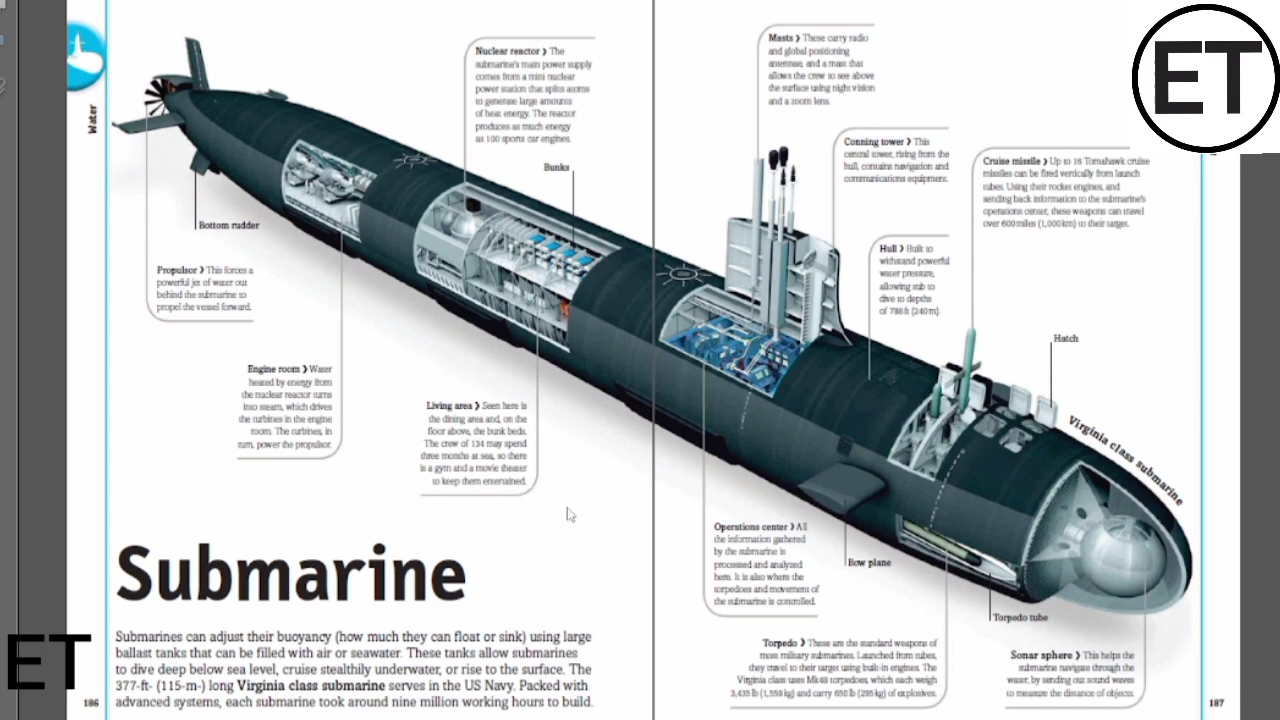 ET
Water
Nuclear reactor ❯ The
submarine's main power supply
comes from a mini nuclear
power station that splits atoms
to generate large amounts
of heat energy. The reactor
produces as much energy
as 100 sports car engines.
Bunks
Masts ❯ These carry radio
and global positioning
antennae, and a mast that
allows the crew to see above
the surface using night vision
and a zoom lens.
Conning tower ❯ This
central tower, rising from the
hull, contains navigation and
communications equipment.
Cruise missile ❯ Up to 16 Tomahawk cruise
missiles can be fired vertically from launch
tubes. Using their rocket engines, and
sending back information to the submarine's
operations center, these weapons can travel
over 600 miles (1,000 km) to their target.
Bottom rudder
Propulsor ❯ This forces a
powerful jet of water out
behind the submarine to
propel the vessel forward.
Hull ❯ Built to
withstand powerful
water pressure,
allowing sub to
dive to depths
of 788 ft (240 m).
Hatch
Engine room ❯ Water
heated by energy from
the nuclear reactor turns
into steam, which drives
the turbines in the engine
room. The turbines, in
turn, power the propulsor.
Living area ❯ Seen here is
the dining area and, on the
floor above, the bunk beds.
The crew of 134 may spend
three months at sea, so there
is a gym and a movie theater
to keep them entertained.
Virginia class submarine
Operations center ❯ All
the information gathered
by the submarine is
processed and analyzed
here. It is also where the
torpedoes and movement of
the submarine is controlled.
Bow plane
Torpedo tube
Torpedo ❯ These are the standard weapons of
most military submarines. Launched from tubes,
they travel to their target using built-in engines. The
Virginia class uses Mk48 torpedoes, which each weigh
3,435 lb (1,558 kg) and carry 650 lb (295 kg) of explosives.
Sonar sphere ❯ This helps the
submarine navigate through the
water, by sending out sound waves
to measure the distance of objects.
Submarine
Submarines can adjust their buoyancy (how much they can float or sink) using large
ballast tanks that can be filled with air or seawater. These tanks allow submarines
to dive deep below sea level, cruise stealthily underwater, or rise to the surface. The
377-ft- (115-m-) long Virginia class submarine serves in the US Navy. Packed with
advanced systems, each submarine took around nine million working hours to build.
ET
186
187